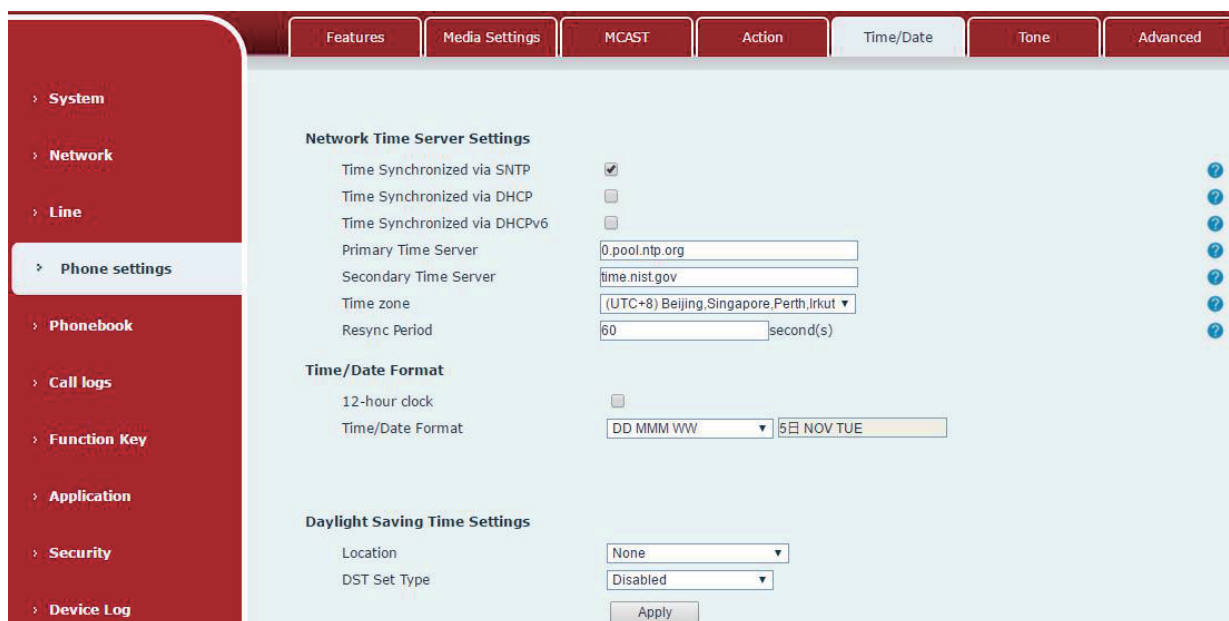 Features Media Settings MCAST Action Time/Date Tone Advanced
System
Network
Line
Phone settings
Phonebook
Call logs
Function Key
Application
Security
Device Log
Network Time Server Settings
Time Synchronized via SNTP
Time Synchronized via DHCP
Time Synchronized via DHCPv6
Primary Time Server 0.pool.ntp.org
Secondary Time Server time.nist.gov
Time zone (UTC+8) Beijing,Singapore,Perth,Irkut
Resync Period 60 second(s)
Time/Date Format
12-hour clock
Time/Date Format DD MMM WW 5日 NOV TUE
Daylight Saving Time Settings
Location None
DST Set Type Disabled
Apply